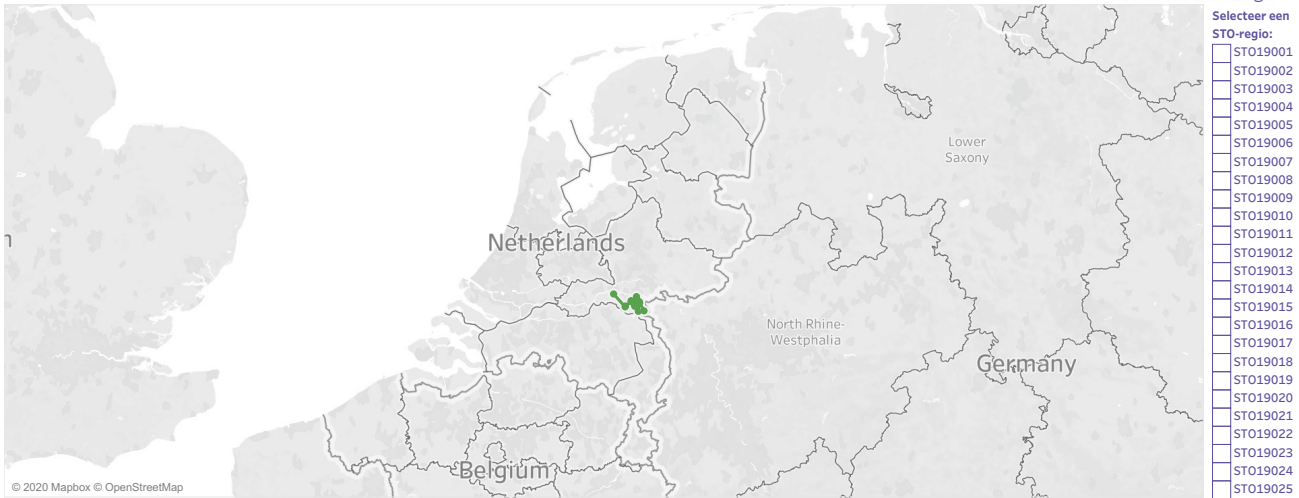 Selecteer een
STO-regio:
STO19001
STO19002
STO19003
STO19004
STO19005
STO19006
STO19007
STO19008
STO19009
STO19010
STO19011
STO19012
STO19013
STO19014
STO19015
STO19016
STO19017
STO19018
STO19019
STO19020
STO19021
STO19022
STO19023
STO19024
STO19025
Lower
Saxony
Netherlands
North Rhine-
Westphalia
Germany
Belgium
© 2020 Mapbox © OpenStreetMap